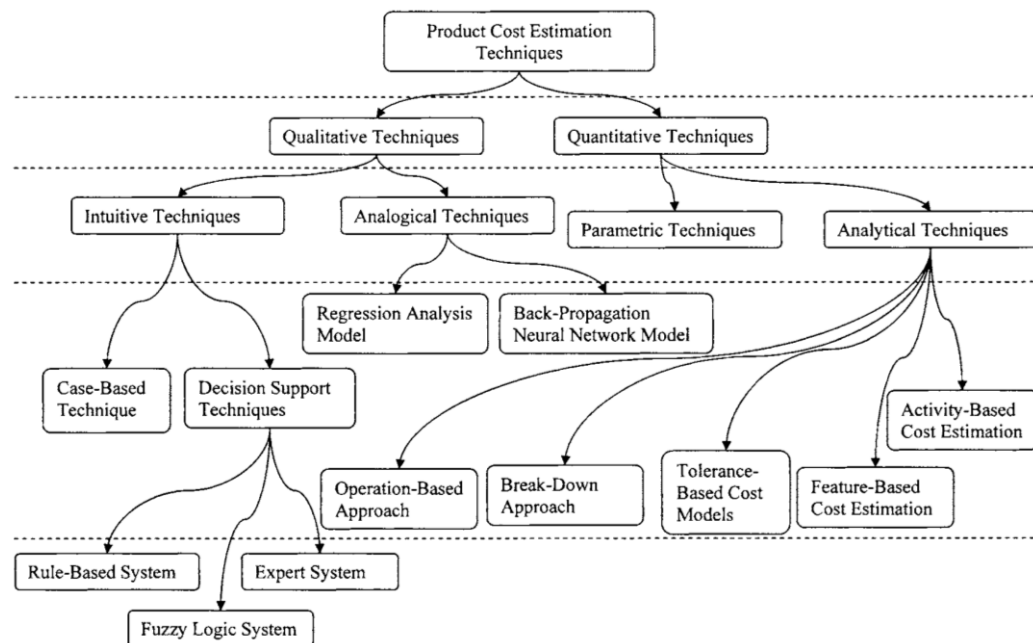 Product Cost Estimation
Techniques
Qualitative Techniques
Quantitative Techniques
Intuitive Techniques
Analogical Techniques
Parametric Techniques
Analytical Techniques
Regression Analysis
Model
Back-Propagation
Neural Network Model
Case-Based
Technique
Decision Support
Techniques
Activity-Based
Cost Estimation
Operation-Based
Approach
Break-Down
Approach
Tolerance-
Based Cost
Models
Feature-Based
Cost Estimation
Rule-Based System
Expert System
Fuzzy Logic System